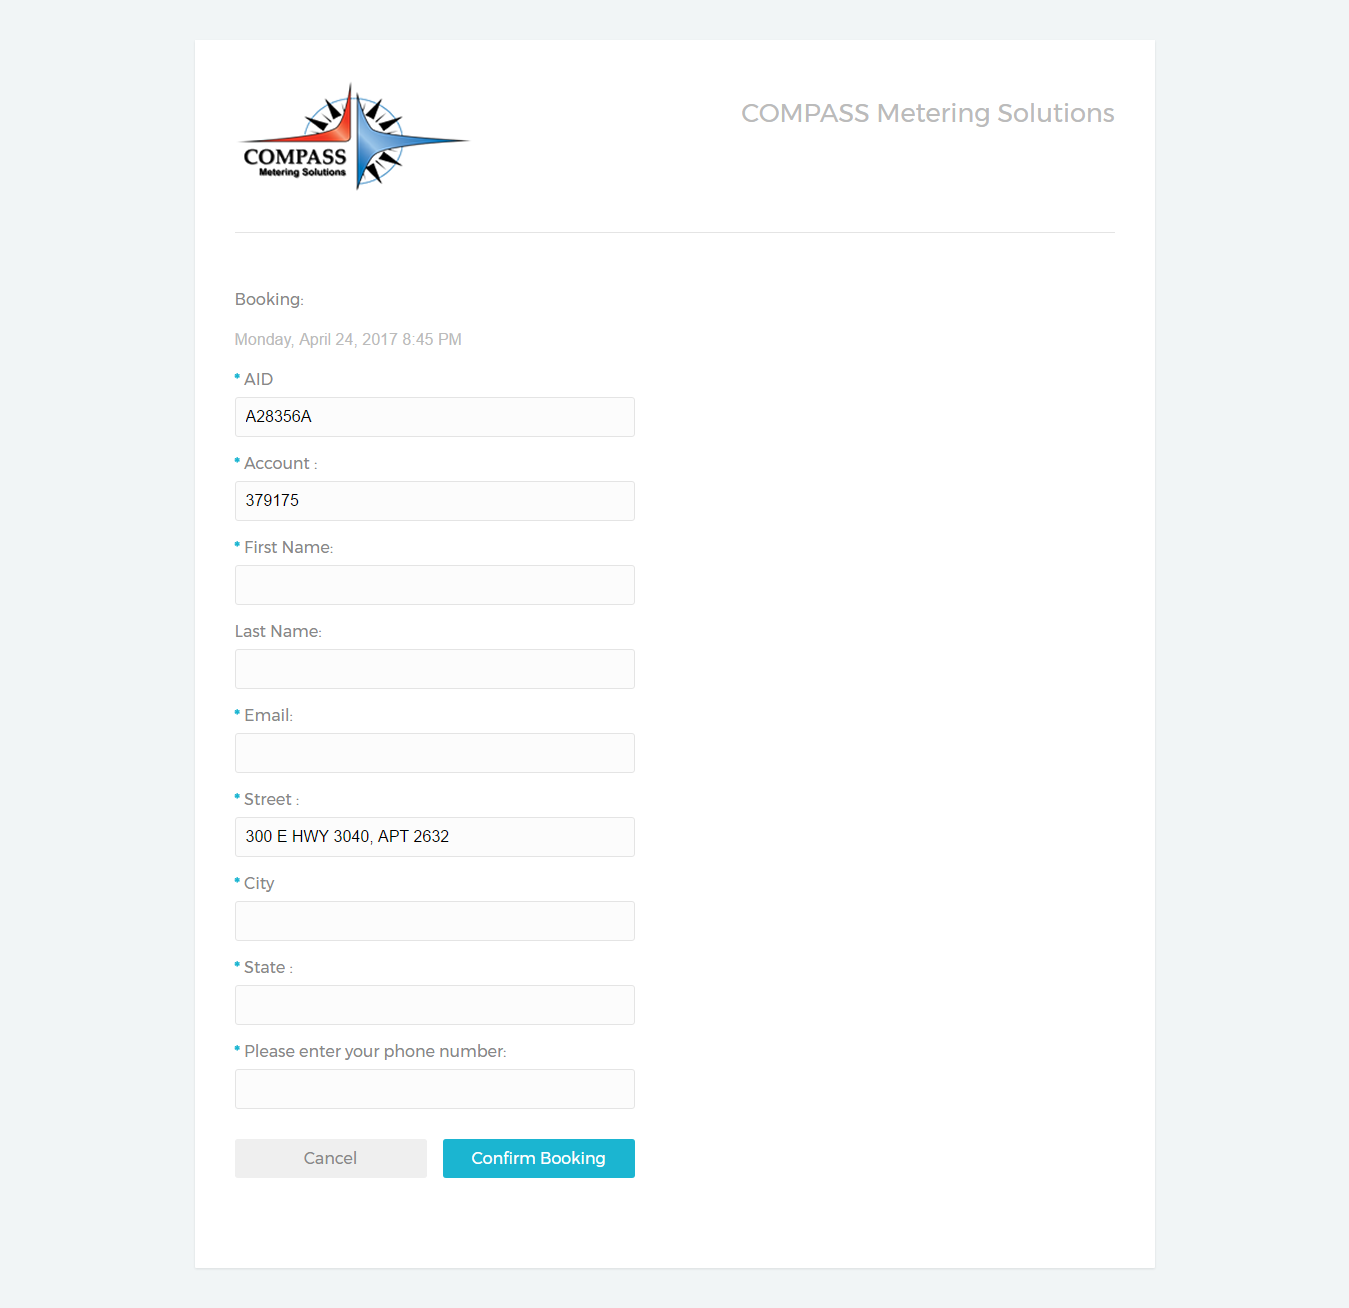 COMPASS
Metering Solutions
COMPASS Metering Solutions
Booking:
Monday, April 24, 2017 8:45 PM
* AID
A28356A
* Account :
379175
* First Name:
Last Name:
* Email:
* Street :
300 E HWY 3040, APT 2632
* City
* State :
* Please enter your phone number:
Cancel
Confirm Booking